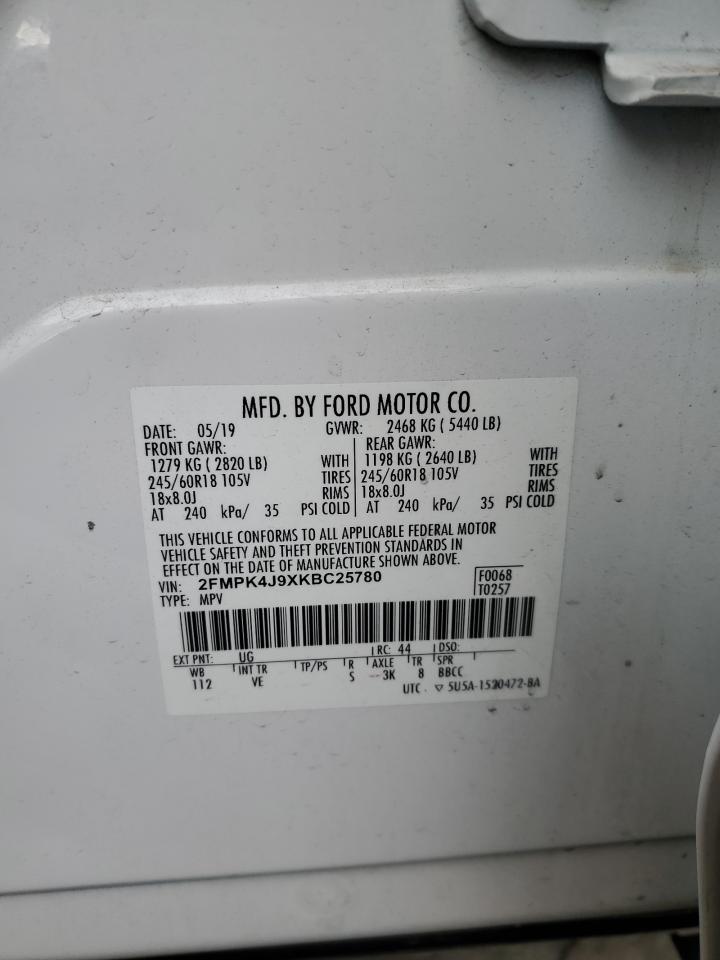 MFD. BY FORD MOTOR CO.
DATE: 05/19 GVWR: 2468 KG ( 5440 LB)
FRONT GAWR:
1279 KG ( 2820 LB) WITH
245/60R18 105V TIRES
18x8.0J RIMS
AT 240 kPa/ 35 PSI COLD
REAR GAWR:
1198 KG ( 2640 LB) WITH
245/60R18 105V TIRES
18x8.0J RIMS
AT 240 kPa/ 35 PSI COLD
THIS VEHICLE CONFORMS TO ALL APPLICABLE FEDERAL MOTOR
VEHICLE SAFETY AND THEFT PREVENTION STANDARDS IN
EFFECT ON THE DATE OF MANUFACTURE SHOWN ABOVE.
VIN: 2FMPK4J9XKBC25780
TYPE: MPV
F0068
T0257
EXT PNT: UG RC: 44 DSO:
WB INT TR TP/PS R AXLE TR SPR
112 VE S 3K 8 BBCC
UTC ▽ 5U5A-1520472-BA